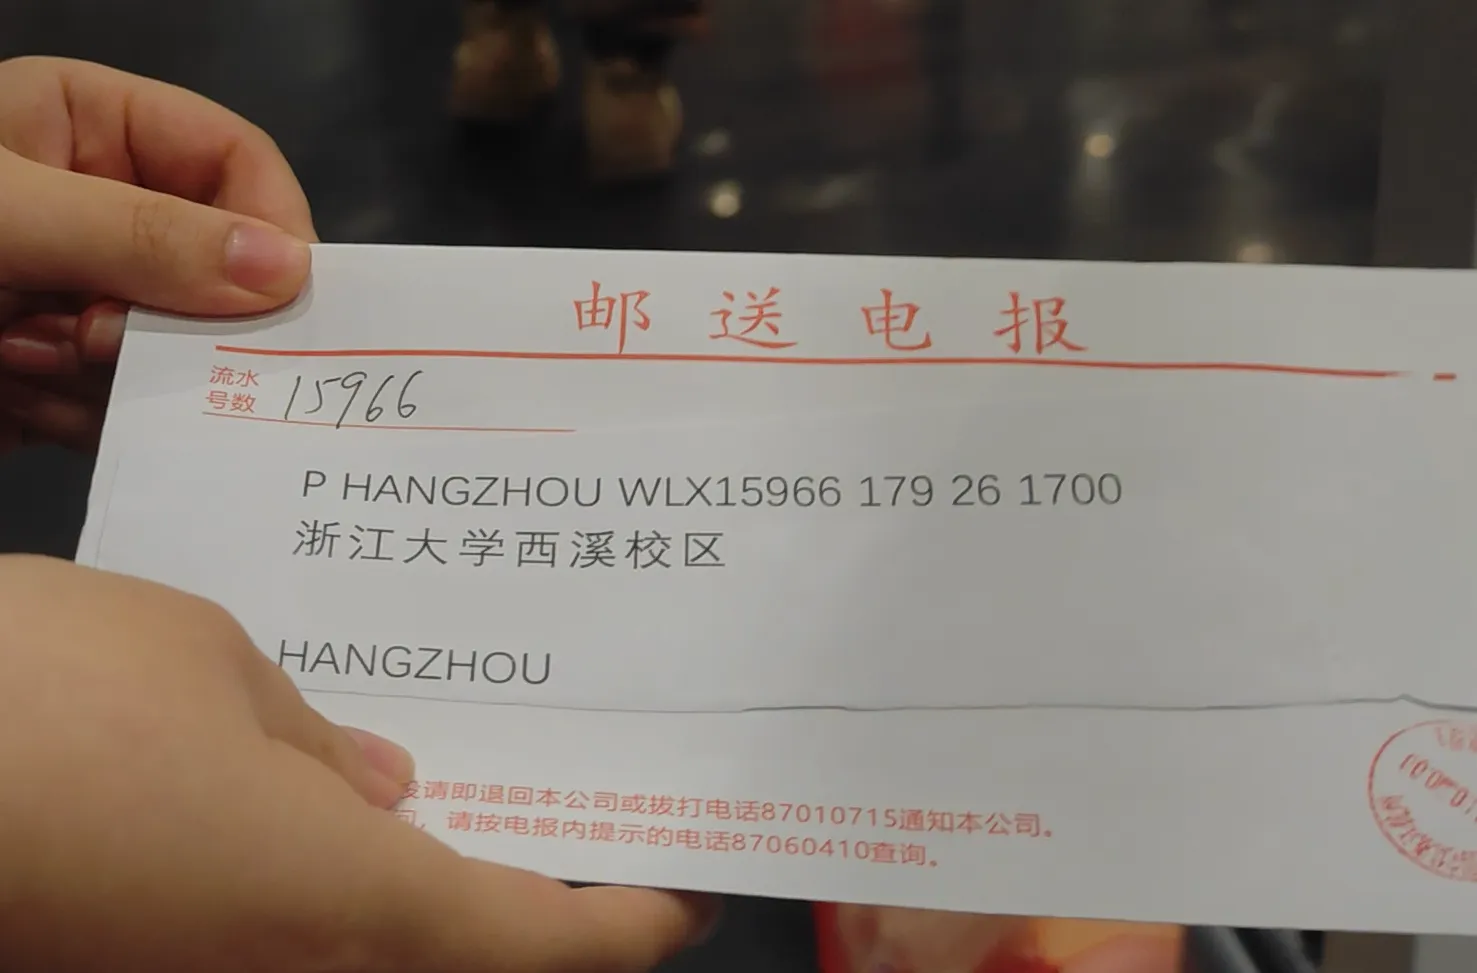 邮送电报
流水
号数 15966
P HANGZHOU WLX15966 179 26 1700
浙江大学西溪校区
HANGZHOU
请即退回本公司或拔打电话87010715通知本公司。
请按电报内提示的电话87060410查询。